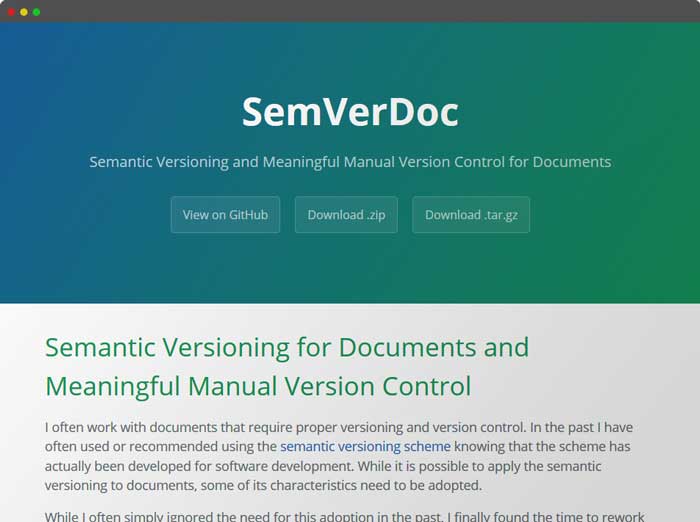 SemVerDoc
Semantic Versioning and Meaningful Manual Version Control for Documents
View on GitHub
Download .zip
Download .tar.gz
Semantic Versioning for Documents and
Meaningful Manual Version Control
I often work with documents that require proper versioning and version control. In the past I have
often used or recommended using the semantic versioning scheme knowing that the scheme has
actually been developed for software development. While it is possible to apply the semantic
versioning to documents, some of its characteristics need to be adopted.
While I often simply ignored the need for this adoption in the past, I finally found the time to rework